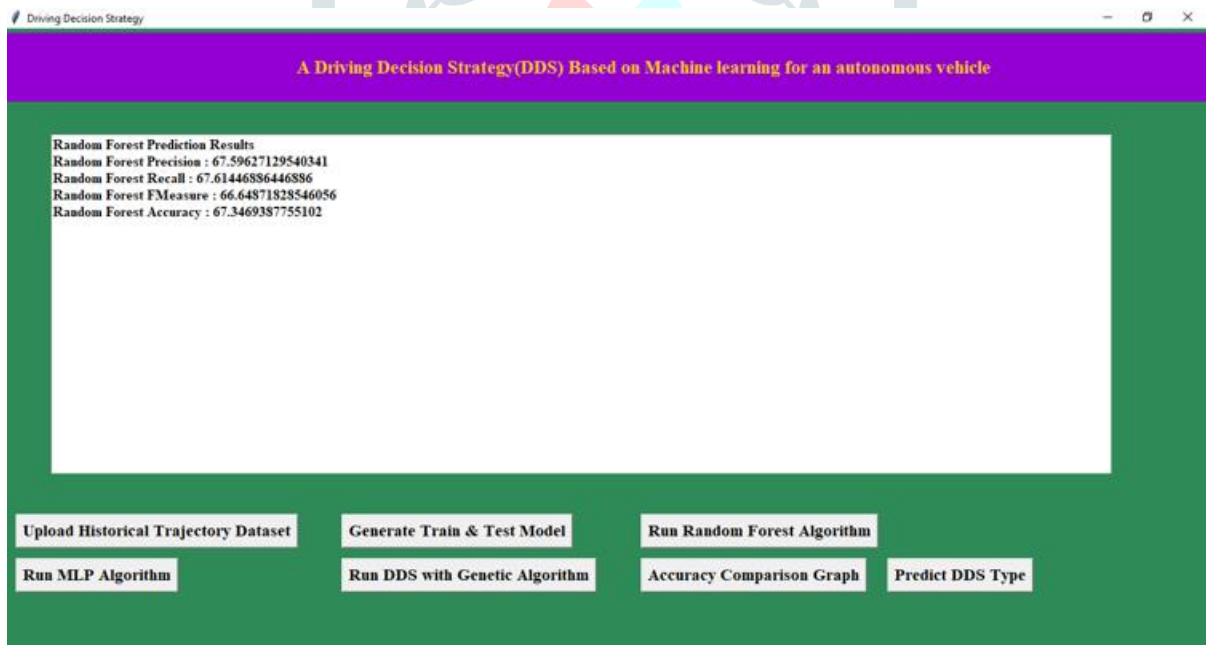 Driving Decision Strategy
A Driving Decision Strategy(DDS) Based on Machine learning for an autonomous vehicle
Random Forest Prediction Results
Random Forest Precision : 67.59627129540341
Random Forest Recall : 67.61446886446886
Random Forest FMeasure : 66.64871828546056
Random Forest Accuracy : 67.3469387755102
Upload Historical Trajectory Dataset
Generate Train & Test Model
Run Random Forest Algorithm
Run MLP Algorithm
Run DDS with Genetic Algorithm
Accuracy Comparison Graph
Predict DDS Type